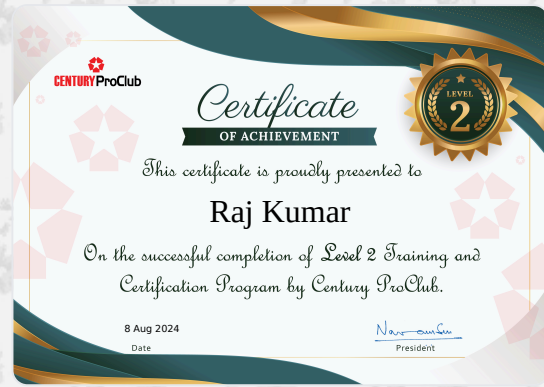 CENTURY ProClub
LEVEL
2
Certificate
OF ACHIEVEMENT
This certificate is proudly presented to
Raj Kumar
On the successful completion of Level 2 Training and
Certification Program by Century ProClub.
8 Aug 2024
Date
President